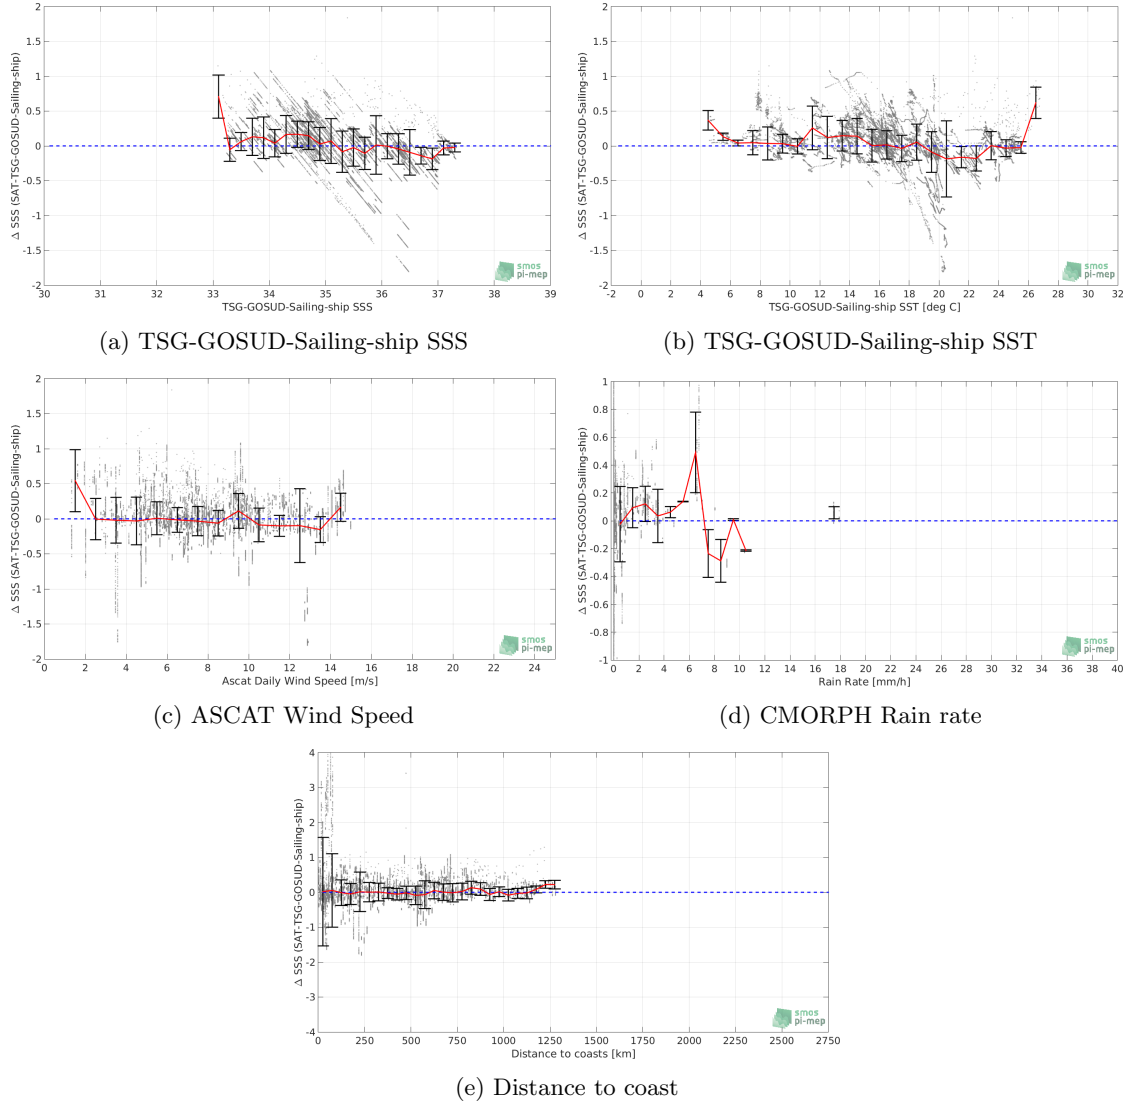 2
1.5
1
0.5
0
-0.5
-1
-1.5
-2
Δ SSS (SAT-TSG-GOSUD-Sailing-ship)
30 31 32 33 34 35 36 37 38 39
TSG-GOSUD-Sailing-ship SSS
smos
pi-mep
(a) TSG-GOSUD-Sailing-ship SSS
2
1.5
1
0.5
0
-0.5
-1
-1.5
-2
Δ SSS (SAT-TSG-GOSUD-Sailing-ship)
-2 0 2 4 6 8 10 12 14 16 18 20 22 24 26 28 30 32
TSG-GOSUD-Sailing-ship SST [deg C]
smos
pi-mep
(b) TSG-GOSUD-Sailing-ship SST
2
1.5
1
0.5
0
-0.5
-1
-1.5
-2
Δ SSS (SAT-TSG-GOSUD-Sailing-ship)
0 2 4 6 8 10 12 14 16 18 20 22 24
Ascat Daily Wind Speed [m/s]
smos
pi-mep
(c) ASCAT Wind Speed
1
0.8
0.6
0.4
0.2
0
-0.2
-0.4
-0.6
-0.8
-1
Δ SSS (SAT-TSG-GOSUD-Sailing-ship)
0 2 4 6 8 10 12 14 16 18 20 22 24 26 28 30 32 34 36 38 40
Rain Rate [mm/h]
smos
pi-mep
(d) CMORPH Rain rate
4
3
2
1
0
-1
-2
-3
-4
Δ SSS (SAT-TSG-GOSUD-Sailing-ship)
0 250 500 750 1000 1250 1500 1750 2000 2250 2500 2750
Distance to coasts [km]
smos
pi-mep
(e) Distance to coast